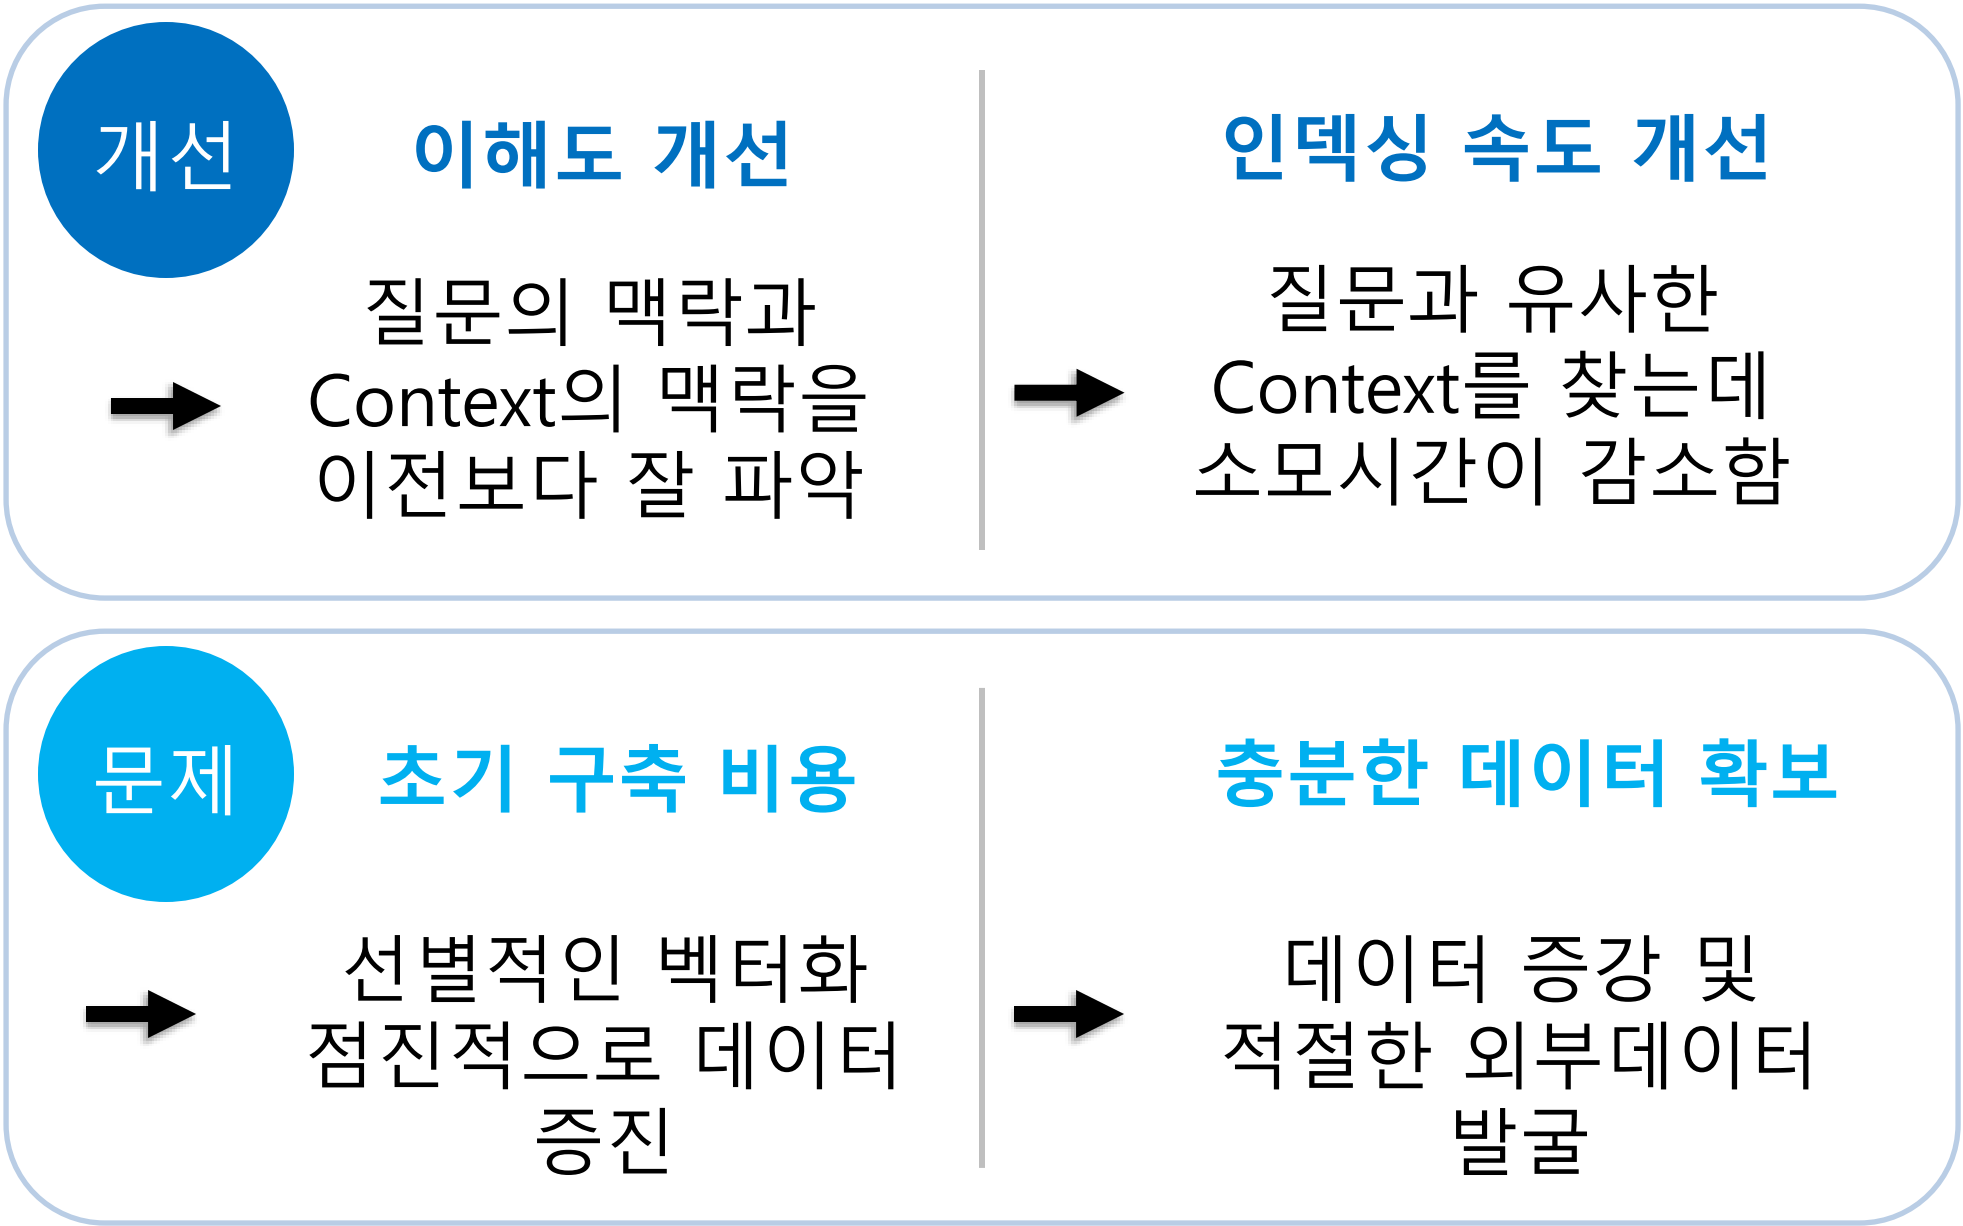 개선
이해도 개선
질문의 맥락과
Context의 맥락을
이전보다 잘 파악
인덱싱 속도 개선
질문과 유사한
Context를 찾는데
소모시간이 감소함
문제
초기 구축 비용
선별적인 벡터화
점진적으로 데이터
증진
충분한 데이터 확보
데이터 증강 및
적절한 외부데이터
발굴